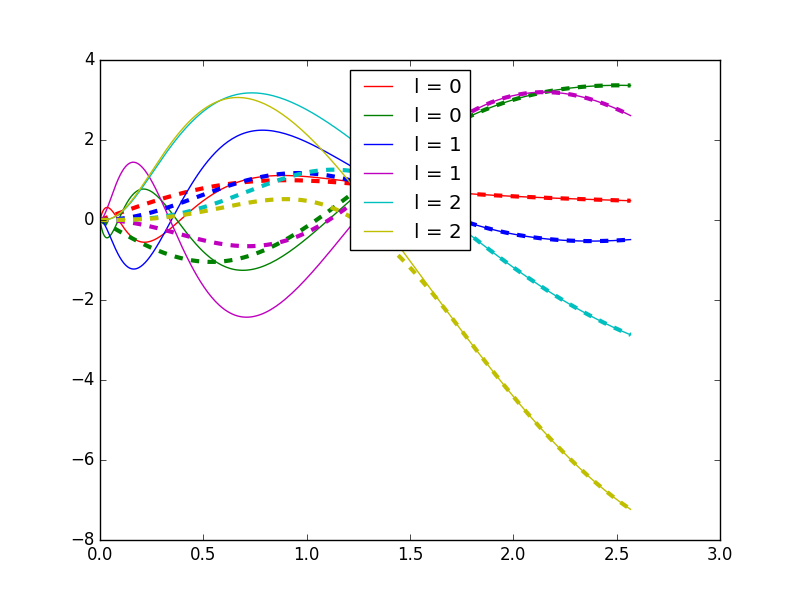 4
2
0
−2
−4
−6
−8
0.0 0.5 1.0 1.5 2.0 2.5 3.0
l = 0
l = 0
l = 1
l = 1
l = 2
l = 2